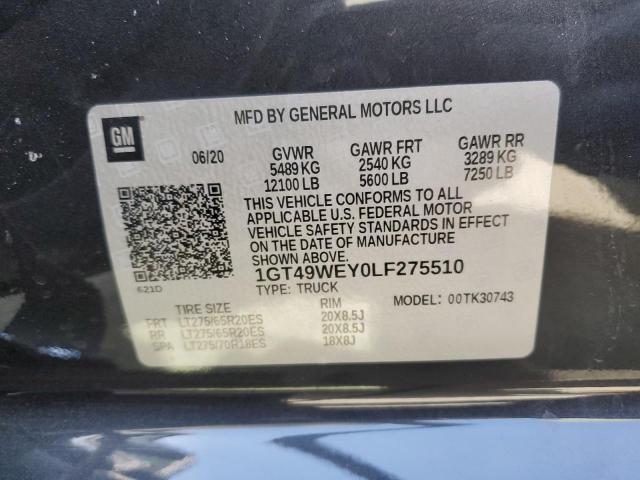 MFD BY GENERAL MOTORS LLC
GM
06/20 GVWR GAWR FRT GAWR RR
5489 KG 2540 KG 3289 KG
12100 LB 5600 LB 7250 LB
THIS VEHICLE CONFORMS TO ALL
APPLICABLE U.S. FEDERAL MOTOR
VEHICLE SAFETY STANDARDS IN EFFECT
ON THE DATE OF MANUFACTURE
SHOWN ABOVE.
1GT49WEY0LF275510
621D
TYPE: TRUCK MODEL: 00TK30743
TIRE SIZE RIM
FRT LT275/65R20ES 20X8.5J
RR LT275/65R20ES 20X8.5J
SPA LT275/70R18ES 18X8J